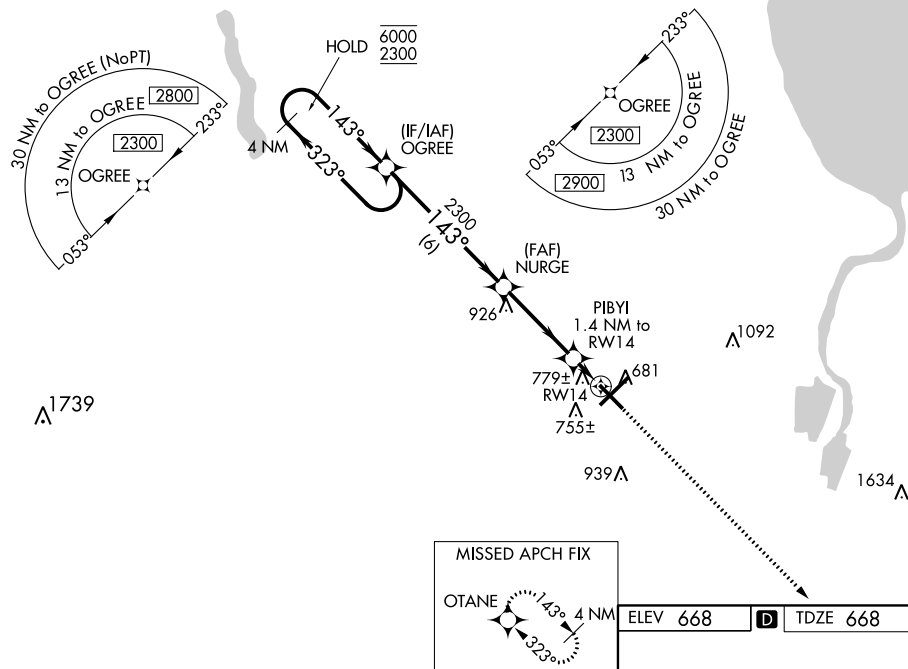 30 NM to OGREE (NoPT)
2800
13 NM to OGREE
2300
233°
OGREE
053°
HOLD
6000
2300
143°
4 NM
323°
(IF/IAF)
OGREE
2300
143°
(6)
(FAF)
NURGE
926
PIBYI
1.4 NM to
RW14
779±
RW14
755±
681
1092
939
1739
1634
233°
OGREE
2300
053°
13 NM to OGREE
2900
30 NM to OGREE
MISSED APCH FIX
OTANE
143°
4 NM
323°
ELEV 668
D
TDZE 668